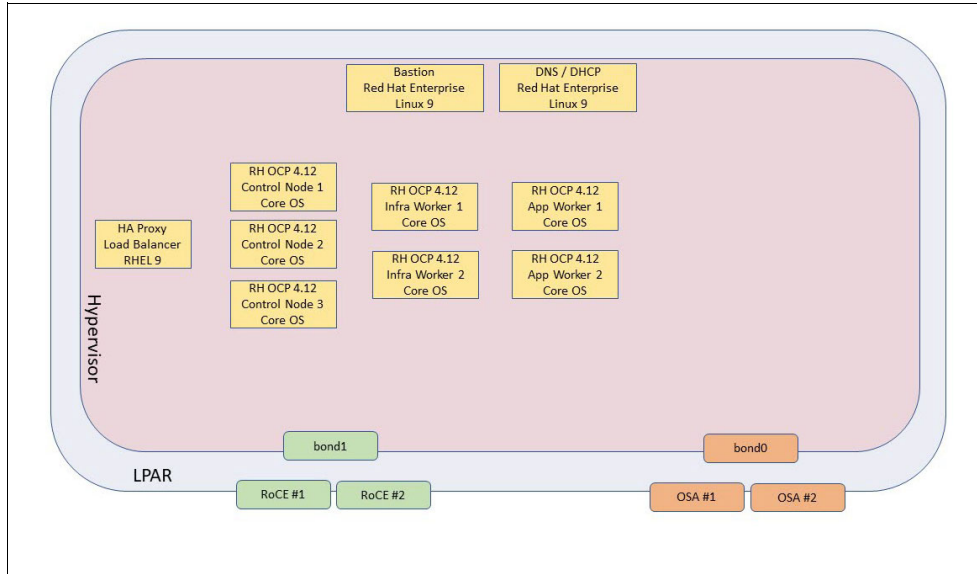 Bastion
Red Hat Enterprise
Linux 9
DNS / DHCP
Red Hat Enterprise
Linux 9
RH OCP 4.12
Control Node 1
Core OS
RH OCP 4.12
Infra Worker 1
Core OS
RH OCP 4.12
App Worker 1
Core OS
HA Proxy
Load Balancer
RHEL 9
RH OCP 4.12
Control Node 2
Core OS
RH OCP 4.12
Infra Worker 2
Core OS
RH OCP 4.12
App Worker 2
Core OS
RH OCP 4.12
Control Node 3
Core OS
Hypervisor
bond1
bond0
LPAR
RoCE #1
RoCE #2
OSA #1
OSA #2